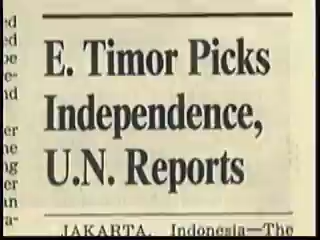 E. Timor Picks
Independence,
U.N. Reports
JAKARTA, Indonesia—The